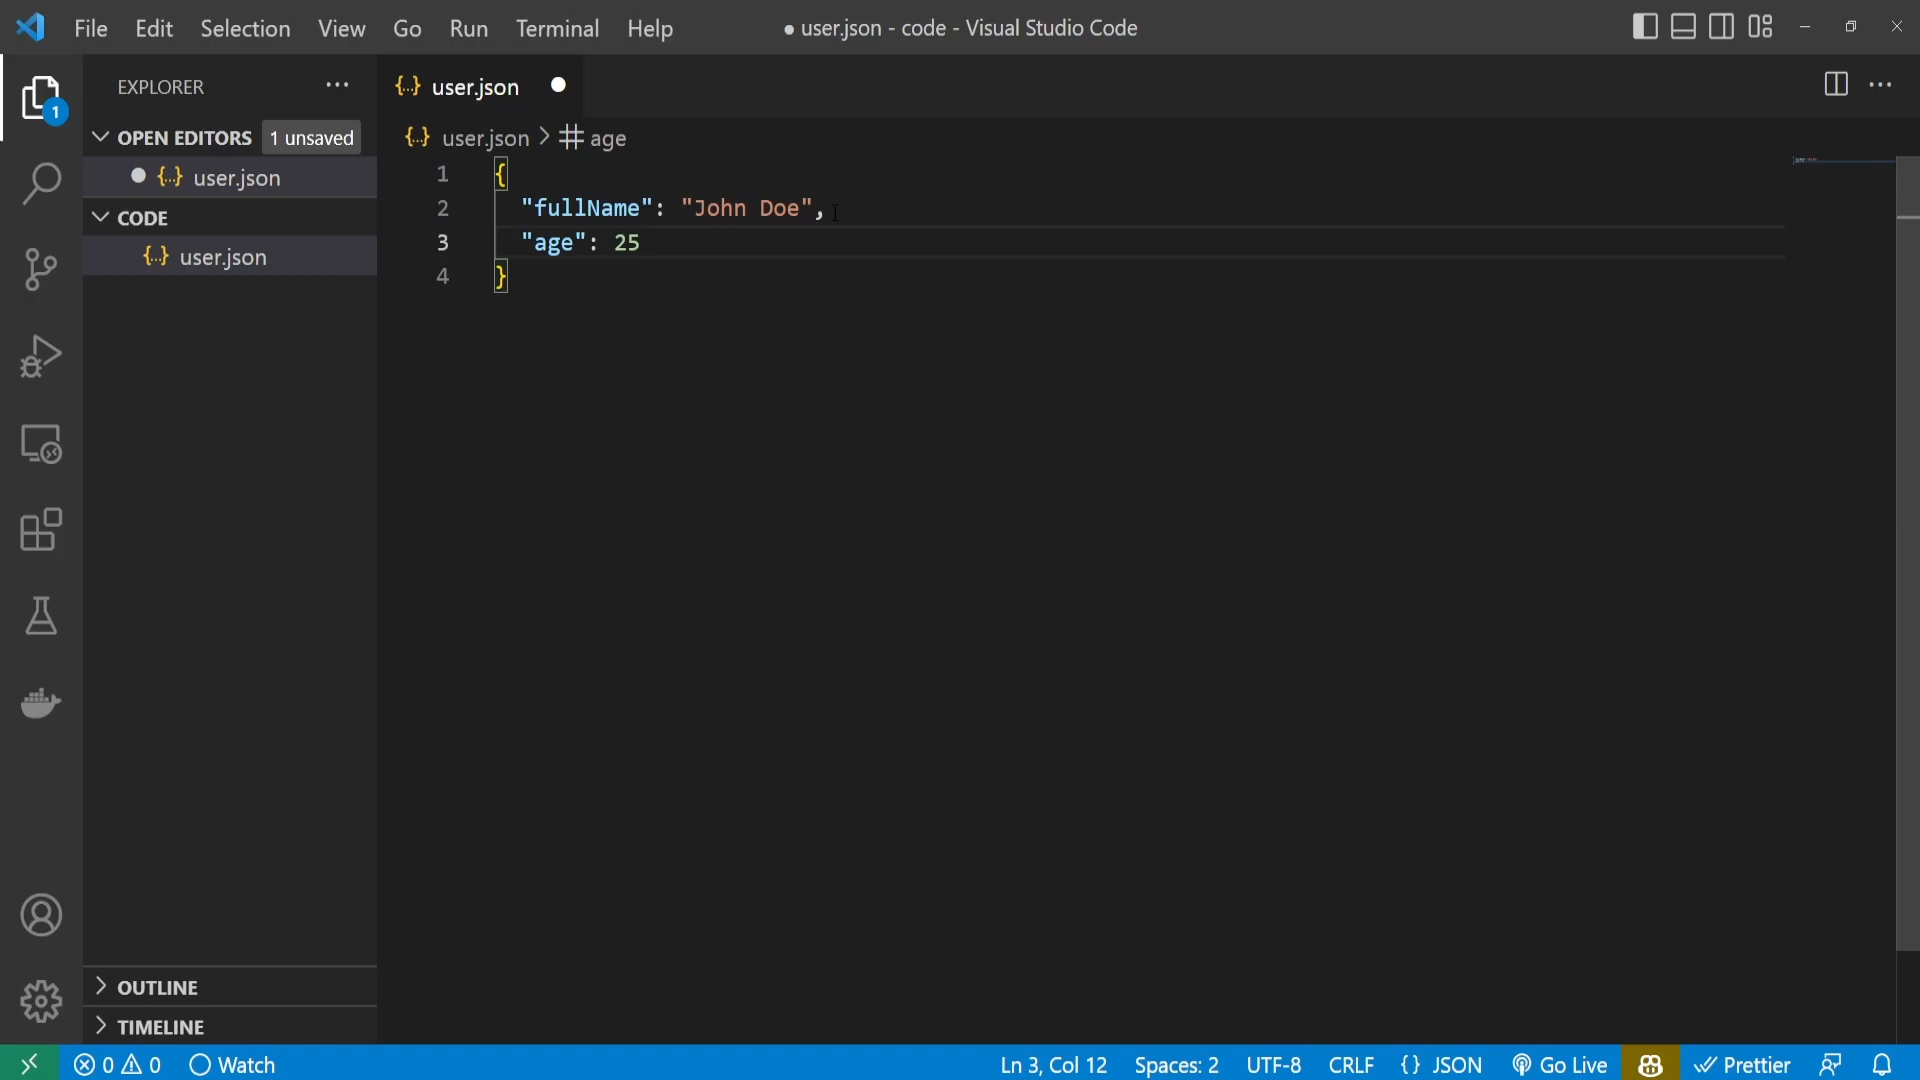 File Edit Selection View Go Run Terminal Help ● user.json - code - Visual Studio Code
EXPLORER ...
1
OPEN EDITORS 1 unsaved
● {..} user.json
CODE
{..} user.json
OUTLINE
TIMELINE
{..} user.json ●
{..} user.json > # age
1 {
2 "fullName": "John Doe",
3 "age": 25
4 }
0 0 Watch Ln 3, Col 12 Spaces: 2 UTF-8 CRLF {} JSON Go Live Prettier